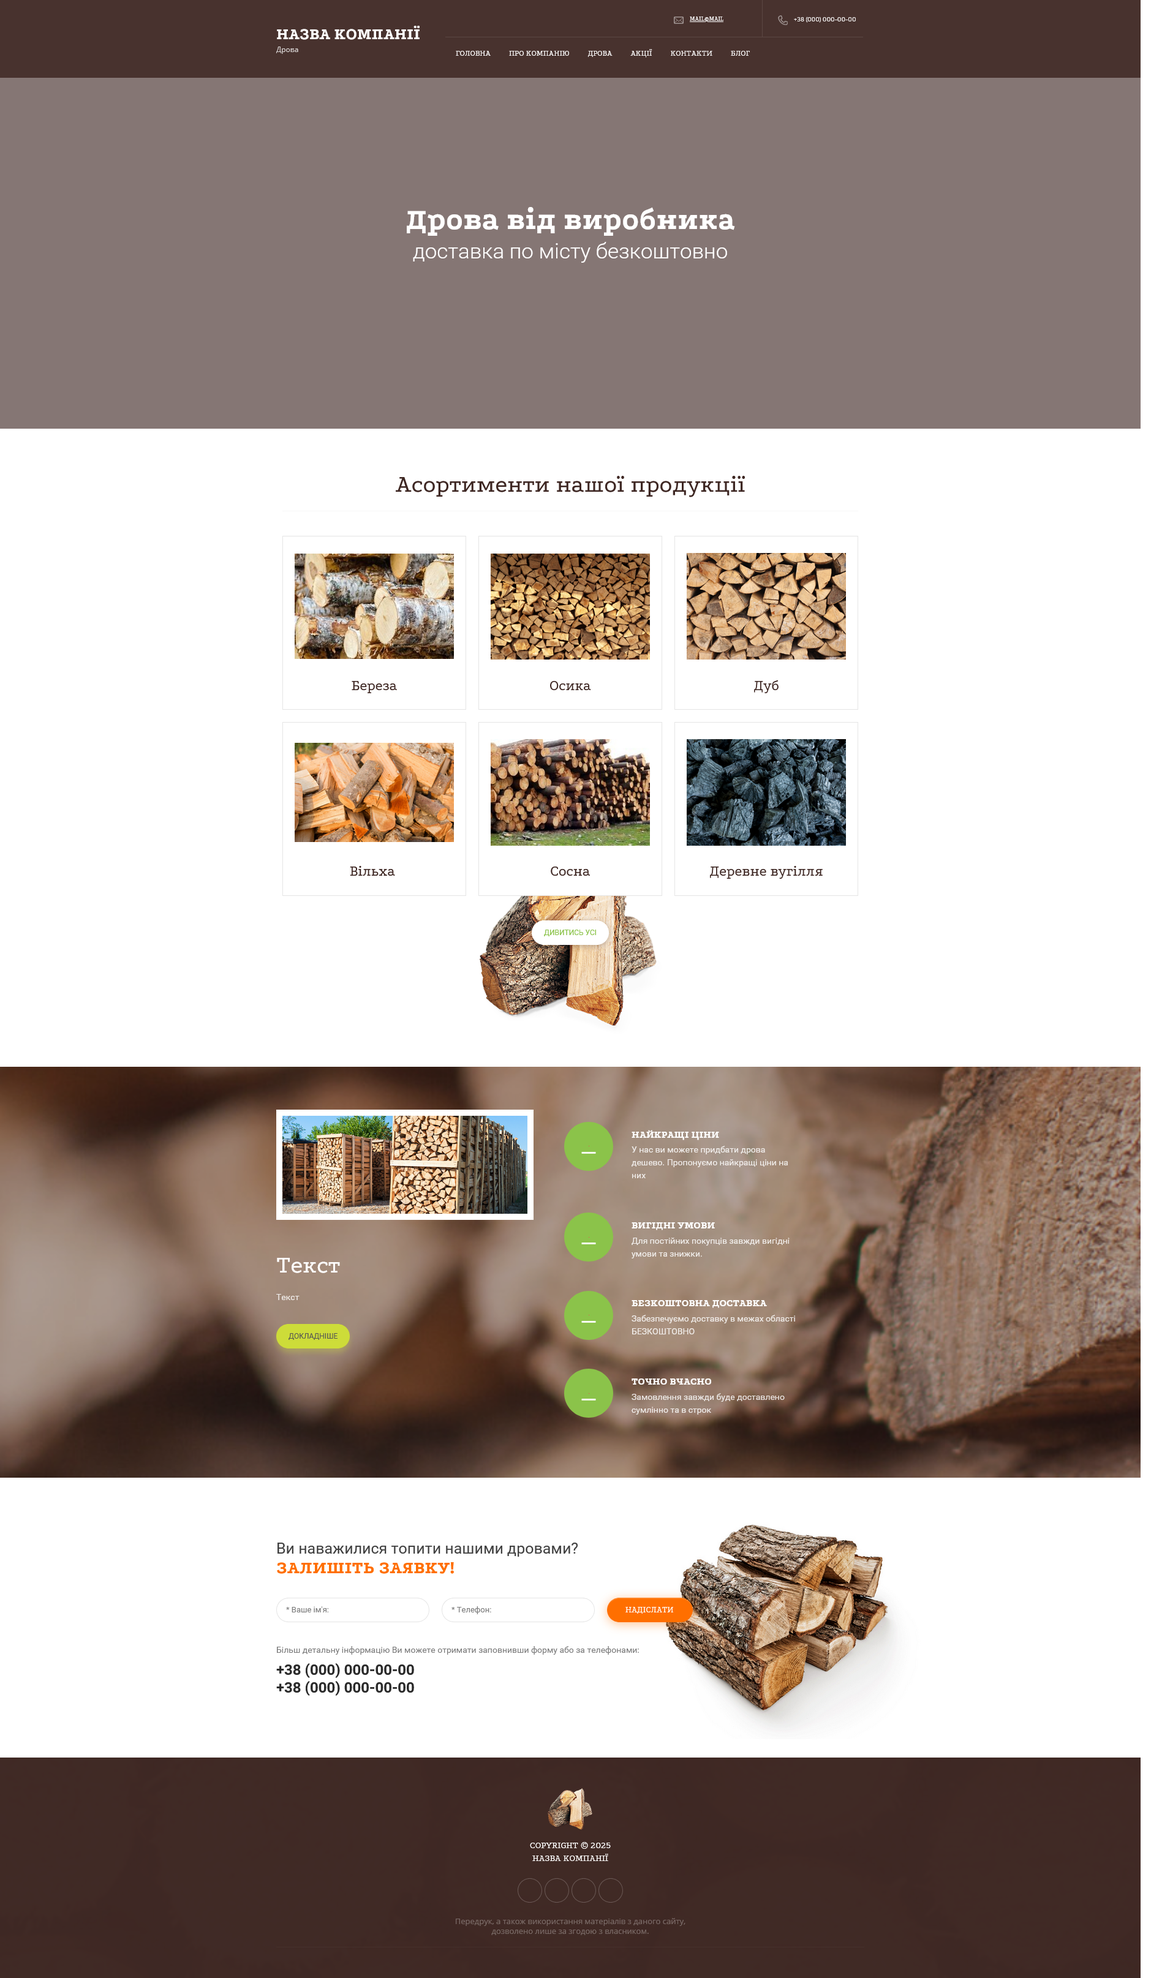 НАЗВА КОМПАНІЇ
Дрова
MAIL@MAIL
+38 (000) 000-00-00
ГОЛОВНА
ПРО КОМПАНІЮ
ДРОВА
АКЦІЇ
КОНТАКТИ
БЛОГ
Дрова від виробника
доставка по місту безкоштовно
Асортименти нашої продукції
Береза
Осика
Дуб
Вільха
Сосна
Деревне вугілля
ДИВИТИСЬ УСІ
Текст
Текст
ДОКЛАДНІШЕ
НАЙКРАЩІ ЦІНИ
У нас ви можете придбати дрова
дешево. Пропонуємо найкращі ціни на
них
ВИГІДНІ УМОВИ
Для постійних покупців завжди вигідні
умови та знижки.
БЕЗКОШТОВНА ДОСТАВКА
Забезпечуємо доставку в межах області
БЕЗКОШТОВНО
ТОЧНО ВЧАСНО
Замовлення завжди буде доставлено
сумлінно та в строк
Ви наважилися топити нашими дровами?
ЗАЛИШІТЬ ЗАЯВКУ!
* Ваше ім'я:
* Телефон:
НАДІСЛАТИ
Більш детальну інформацію Ви можете отримати заповнивши форму або за телефонами:
+38 (000) 000-00-00
+38 (000) 000-00-00
COPYRIGHT © 2025
НАЗВА КОМПАНІЇ
Передрук, а також використання матеріалів з даного сайту,
дозволено лише за згодою з власником.